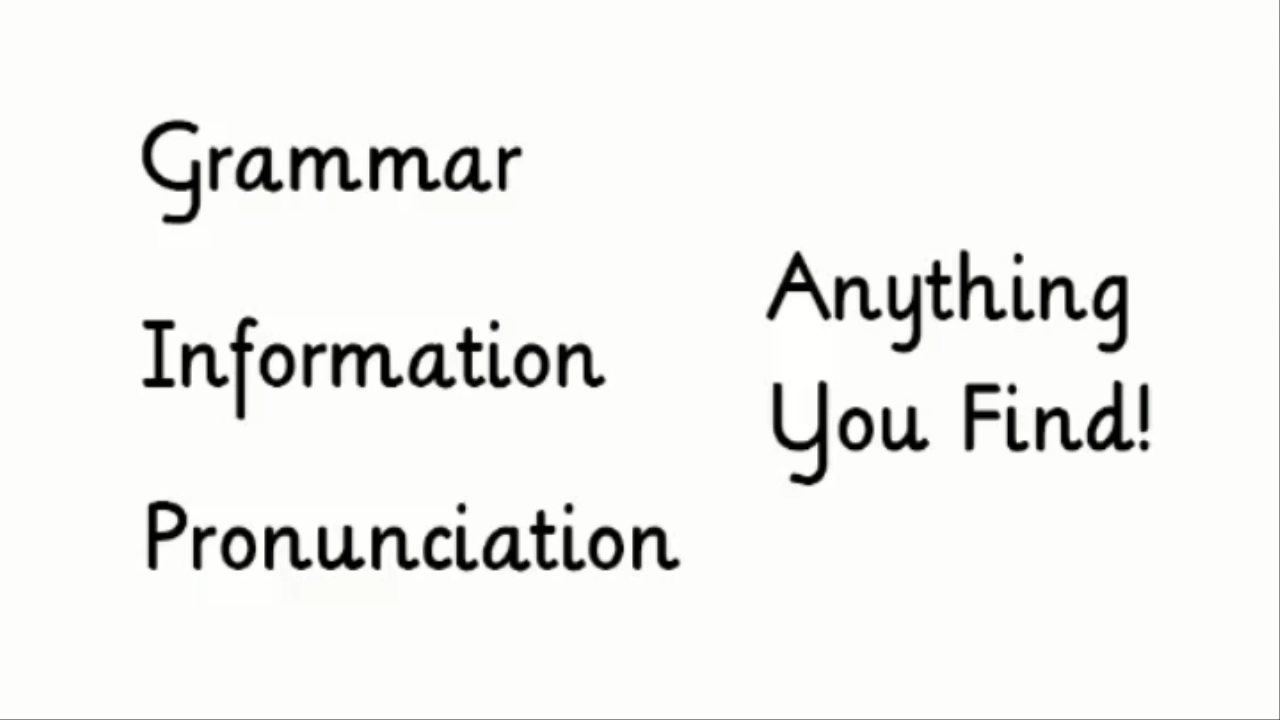 Grammar
Information
Pronunciation
Anything
You Find!